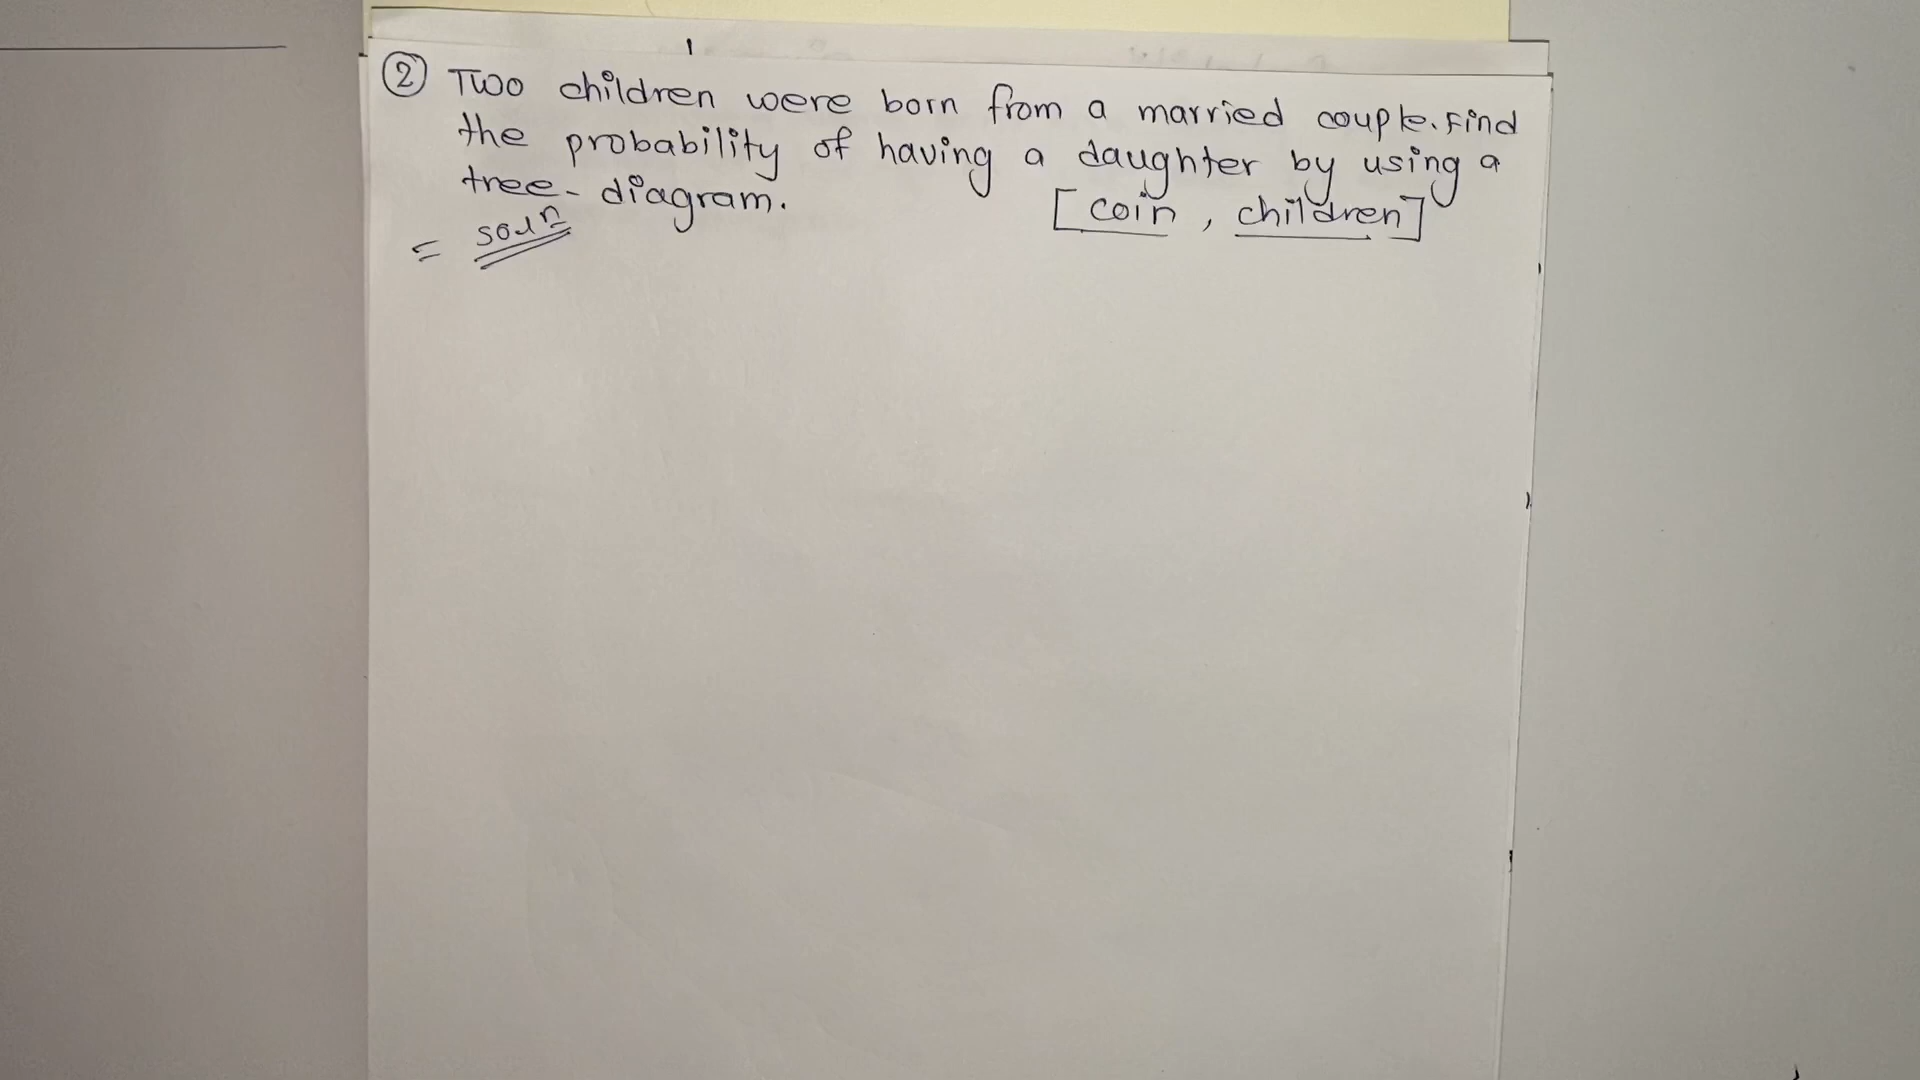 ② Two children were born from a married couple. Find
the probability of having a daughter by using a
tree-diagram.
[coin, children]
= solⁿ